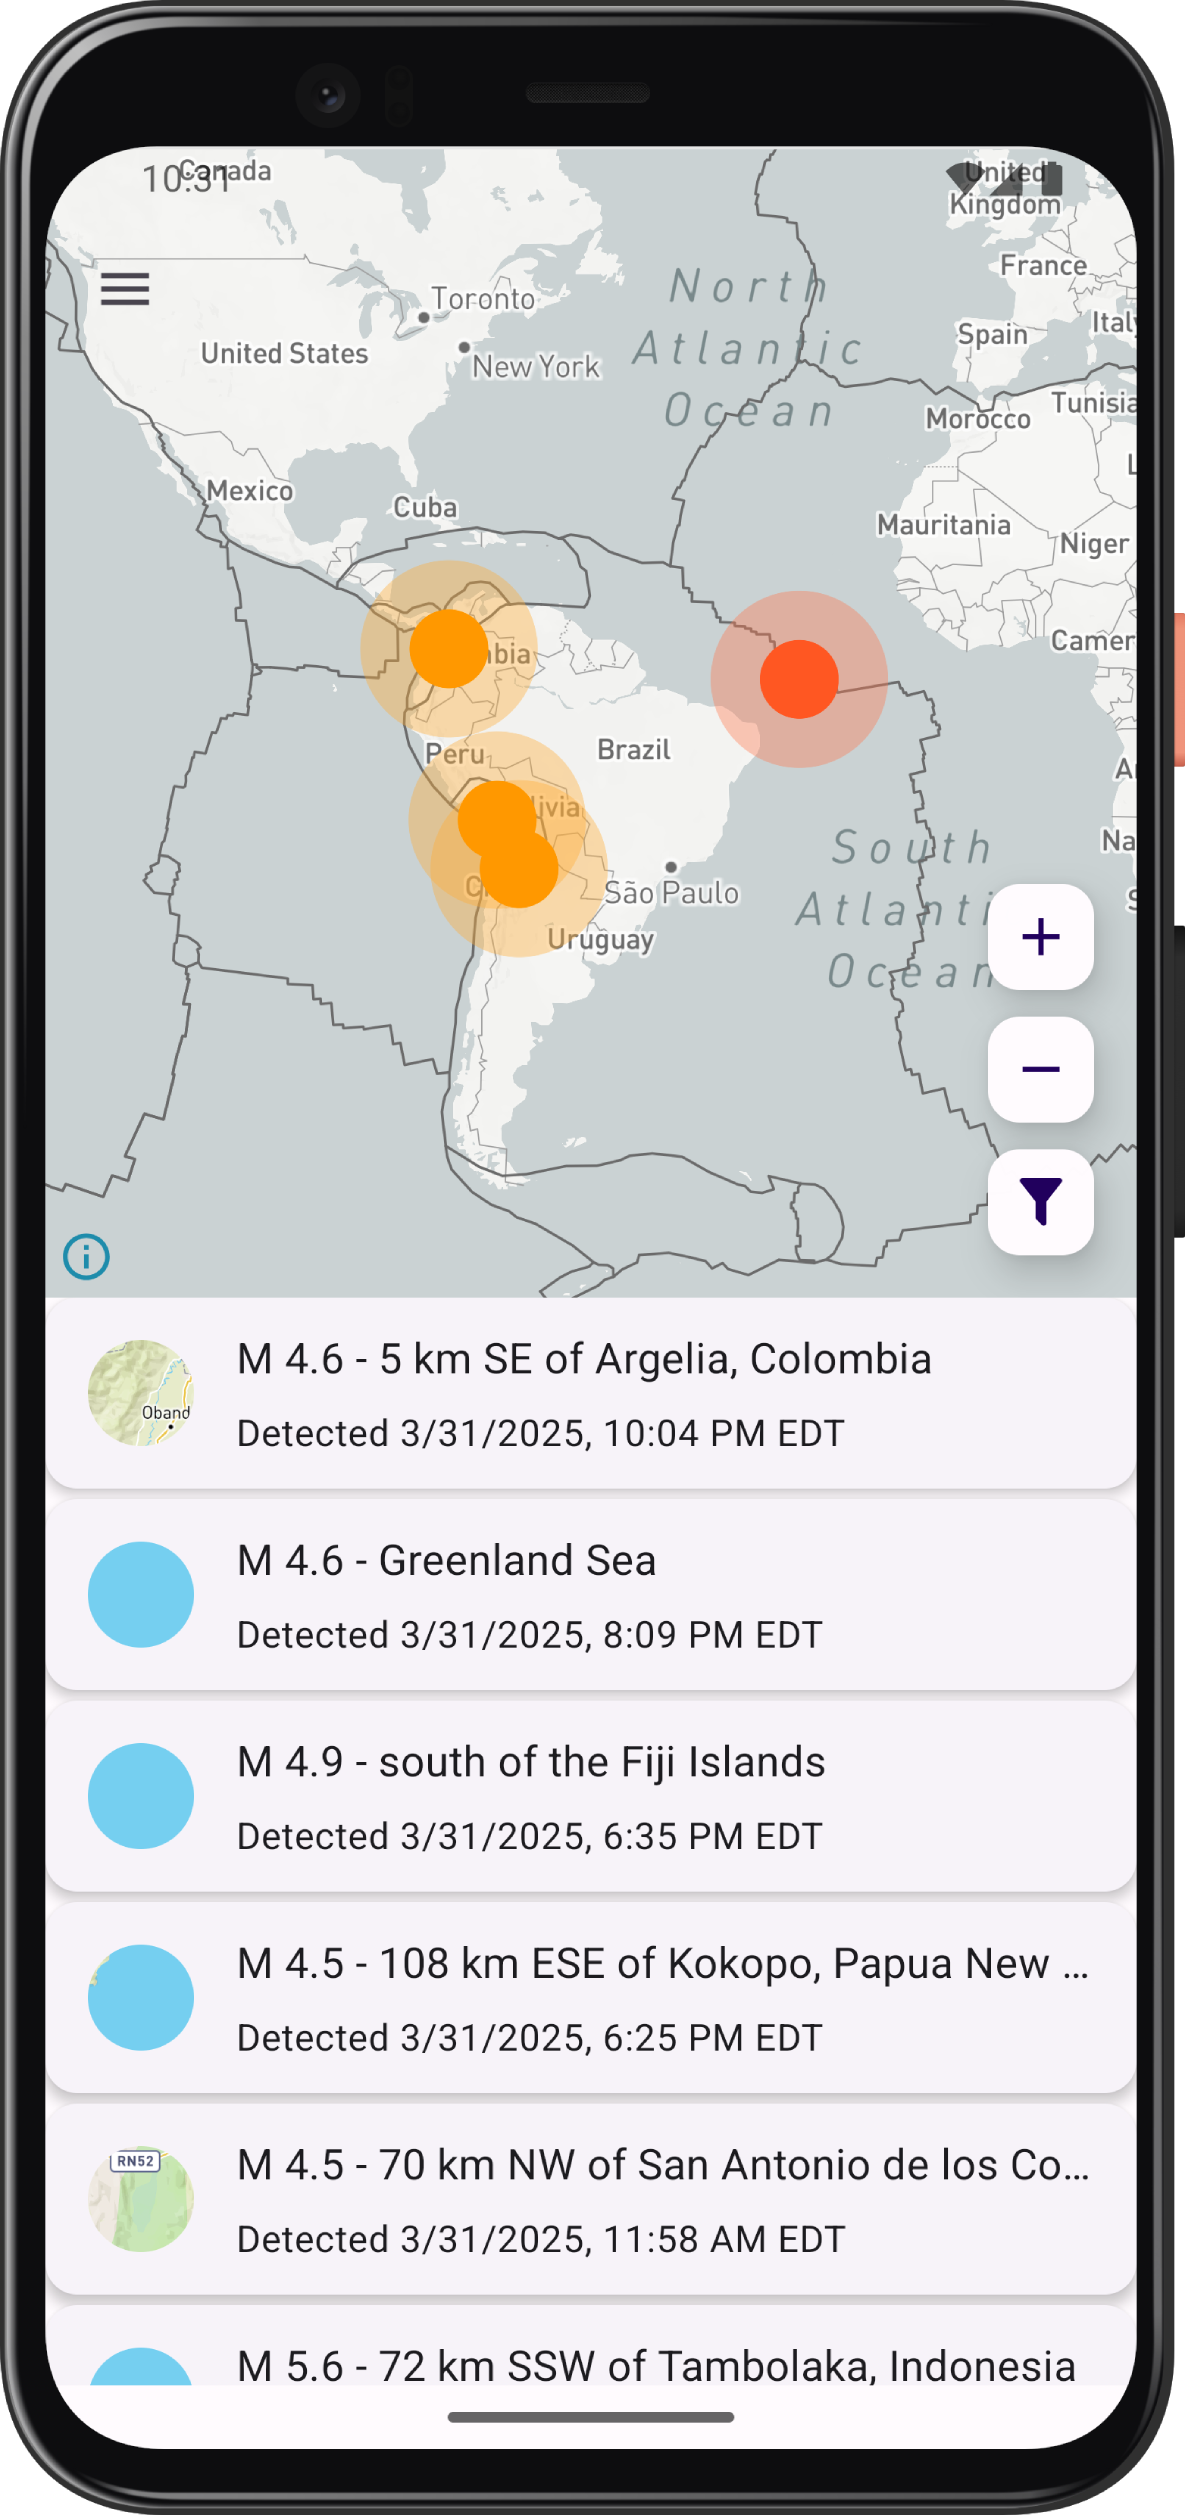 10:31
Canada
United
Kingdom
France
Toronto
North
Italy
United States
Spain
Atlantic
New York
Ocean
Tunisia
Morocco
Mexico
Cuba
Mauritania
Niger
Camer
bia
Peru
Brazil
livia
South
Na
São Paulo
Atlanti
Uruguay
Ocean
M 4.6 - 5 km SE of Argelia, Colombia
Oband
Detected 3/31/2025, 10:04 PM EDT
M 4.6 - Greenland Sea
Detected 3/31/2025, 8:09 PM EDT
M 4.9 - south of the Fiji Islands
Detected 3/31/2025, 6:35 PM EDT
M 4.5 - 108 km ESE of Kokopo, Papua New ...
Detected 3/31/2025, 6:25 PM EDT
RN52
M 4.5 - 70 km NW of San Antonio de los Co...
Detected 3/31/2025, 11:58 AM EDT
M 5.6 - 72 km SSW of Tambolaka, Indonesia